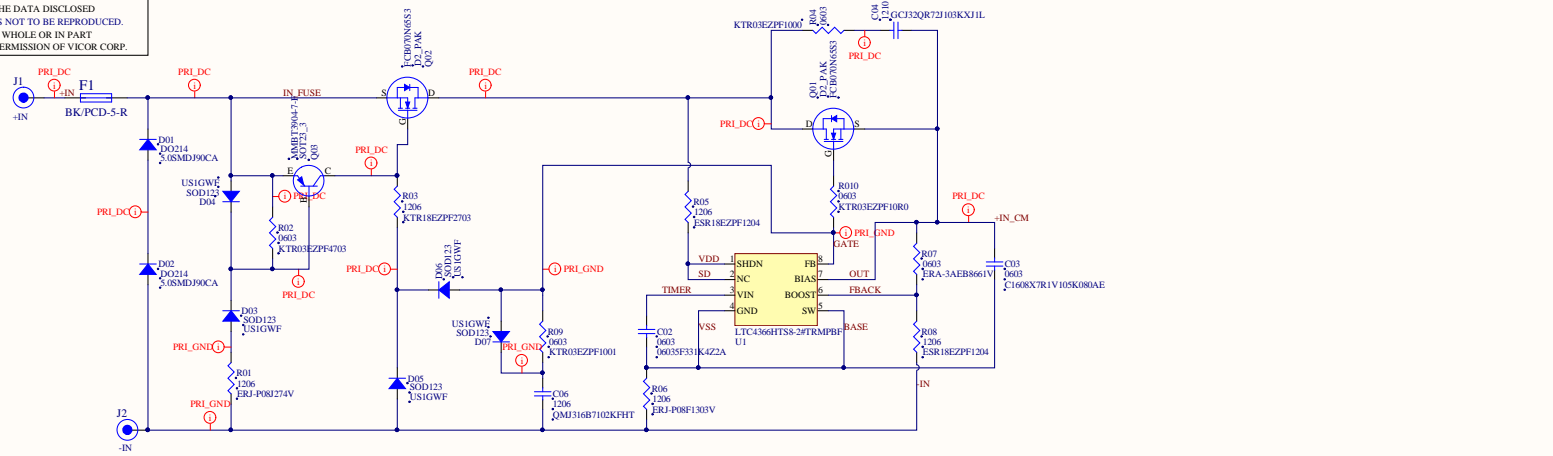 HE DATA DISCLOSED
S NOT TO BE REPRODUCED.
WHOLE OR IN PART
ERMISSION OF VICOR CORP.
J1
+IN
PRI_DC
+IN
F1
BK/PCD-5-R
PRI_DC
IN_FUSE
FCB070N65S3
D2_PAK
Q02
S
D
G
PRI_DC
KTR03EZPF1000
R04
0603
C04
1210
GCJ32QR72J103KXJ1L
PRI_DC
Q01
D2_PAK
FCB070N65S3
PRI_DC
D
S
G
D01
DO214
5.0SMDJ90CA
MMBT3904-7-F
SOT23_3
Q03
E
C
B
PRI_DC
US1GWF
SOD123
D04
PRI_DC
PRI_DC
R02
0603
KTR03EZPF4703
R03
1206
KTR18EZPF2703
R05
1206
ESR18EZPF1204
R010
0603
KTR03EZPF10R0
PRI_DC
+IN_CM
PRI_GND
GATE
D02
DO214
5.0SMDJ90CA
PRI_DC
PRI_DC
D06
SOD123
US1GWF
PRI_GND
VDD
1
SHDN
FB
8
SD
2
NC
BIAS
7
OUT
TIMER
3
VIN
BOOST
6
FBACK
4
GND
SW
5
VSS
BASE
LTC4366HTS8-2#TRMPBF
U1
R07
0603
ERA-3AEB8661V
C03
0603
C1608X7R1V105K080AE
D03
SOD123
US1GWF
PRI_GND
US1GWF
SOD123
D07
PRI_GND
R09
0603
KTR03EZPF1001
C02
0603
06035F331K4Z2A
R08
1206
ESR18EZPF1204
R01
1206
ERJ-P08J274V
D05
SOD123
US1GWF
C06
1206
QMJ316B7102KFHT
R06
1206
ERJ-P08F1303V
-IN
PRI_GND
J2
-IN